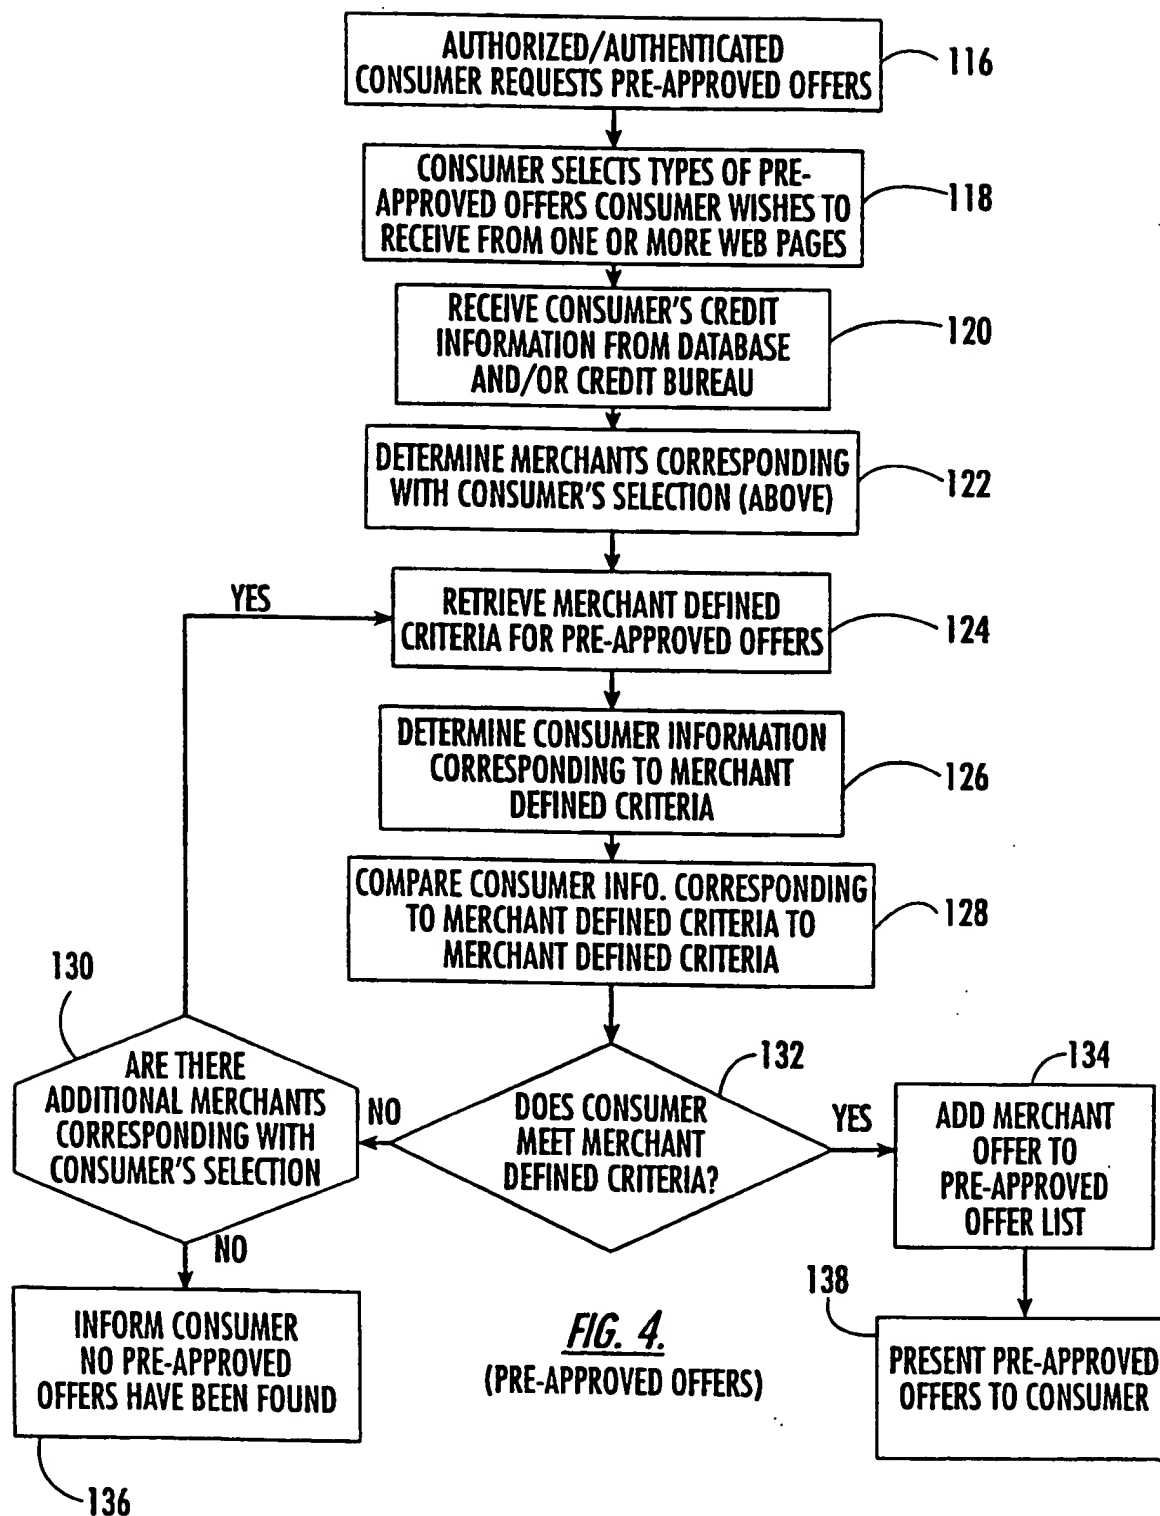 AUTHORIZED/AUTHENTICATED
CONSUMER REQUESTS PRE-APPROVED OFFERS
116
CONSUMER SELECTS TYPES OF PRE-
APPROVED OFFERS CONSUMER WISHES TO
RECEIVE FROM ONE OR MORE WEB PAGES
118
RECEIVE CONSUMER'S CREDIT
INFORMATION FROM DATABASE
AND/OR CREDIT BUREAU
120
DETERMINE MERCHANTS CORRESPONDING
WITH CONSUMER'S SELECTION (ABOVE)
122
YES
RETRIEVE MERCHANT DEFINED
CRITERIA FOR PRE-APPROVED OFFERS
124
DETERMINE CONSUMER INFORMATION
CORRESPONDING TO MERCHANT
DEFINED CRITERIA
126
COMPARE CONSUMER INFO. CORRESPONDING
TO MERCHANT DEFINED CRITERIA TO
MERCHANT DEFINED CRITERIA
128
130
ARE THERE
ADDITIONAL MERCHANTS
CORRESPONDING WITH
CONSUMER'S SELECTION
NO
132
DOES CONSUMER
MEET MERCHANT
DEFINED CRITERIA?
YES
134
ADD MERCHANT
OFFER TO
PRE-APPROVED
OFFER LIST
NO
INFORM CONSUMER
NO PRE-APPROVED
OFFERS HAVE BEEN FOUND
136
138
PRESENT PRE-APPROVED
OFFERS TO CONSUMER
FIG. 4.
(PRE-APPROVED OFFERS)